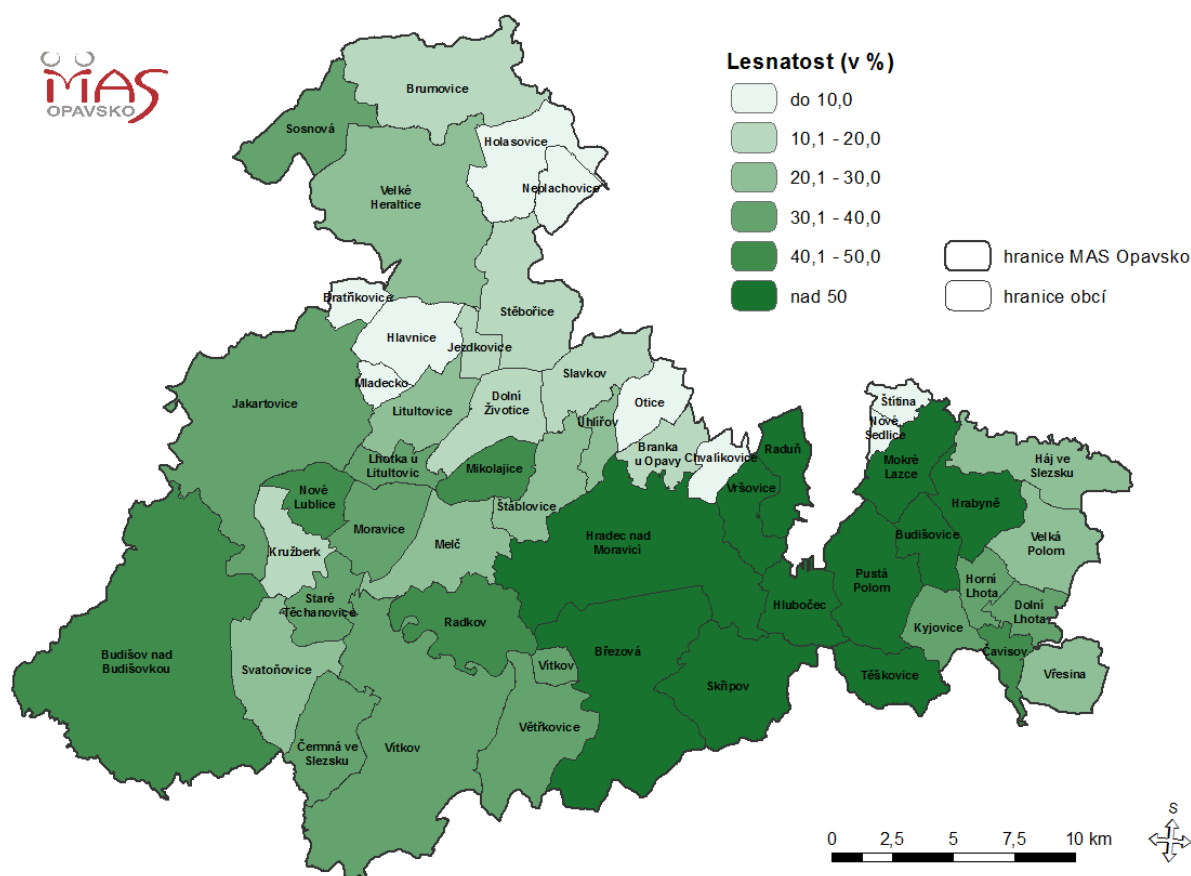 MAS
OPAVSKO
Lesnatost (v %)
do 10,0
10,1 - 20,0
20,1 - 30,0
30,1 - 40,0
40,1 - 50,0
nad 50
hranice MAS Opavsko
hranice obcí
Brumovice
Sosnová
Holasovice
Neplachovice
Velké
Heraltice
Bratříkovice
Stěbořice
Hlavnice
Jezdkovice
Mladecko
Slavkov
Jakartovice
Litultovice
Dolní
Životice
Otice
Uhlířov
Branka
u Opavy
Chvalíkovice
Raduň
Štítina
Nové
Sedlice
Mokré
Lazce
Háj ve
Slezsku
Lhotka u
Litultovic
Mikolajice
Vršovice
Hrabyně
Nové
Lublice
Moravice
Štáblovice
Melč
Hradec nad
Moravicí
Budišovice
Velká
Polom
Kružberk
Pustá
Polom
Horní
Lhota
Dolní
Lhota
Staré
Těchanovice
Radkov
Hlubočec
Kyjovice
Budišov nad
Budišovkou
Svatoňovice
Vítkov
Březová
Skřipov
Těškovice
Čavisov
Vřesina
Větřkovice
Čermná ve
Slezsku
Vítkov
S
0 2,5 5 7,5 10 km